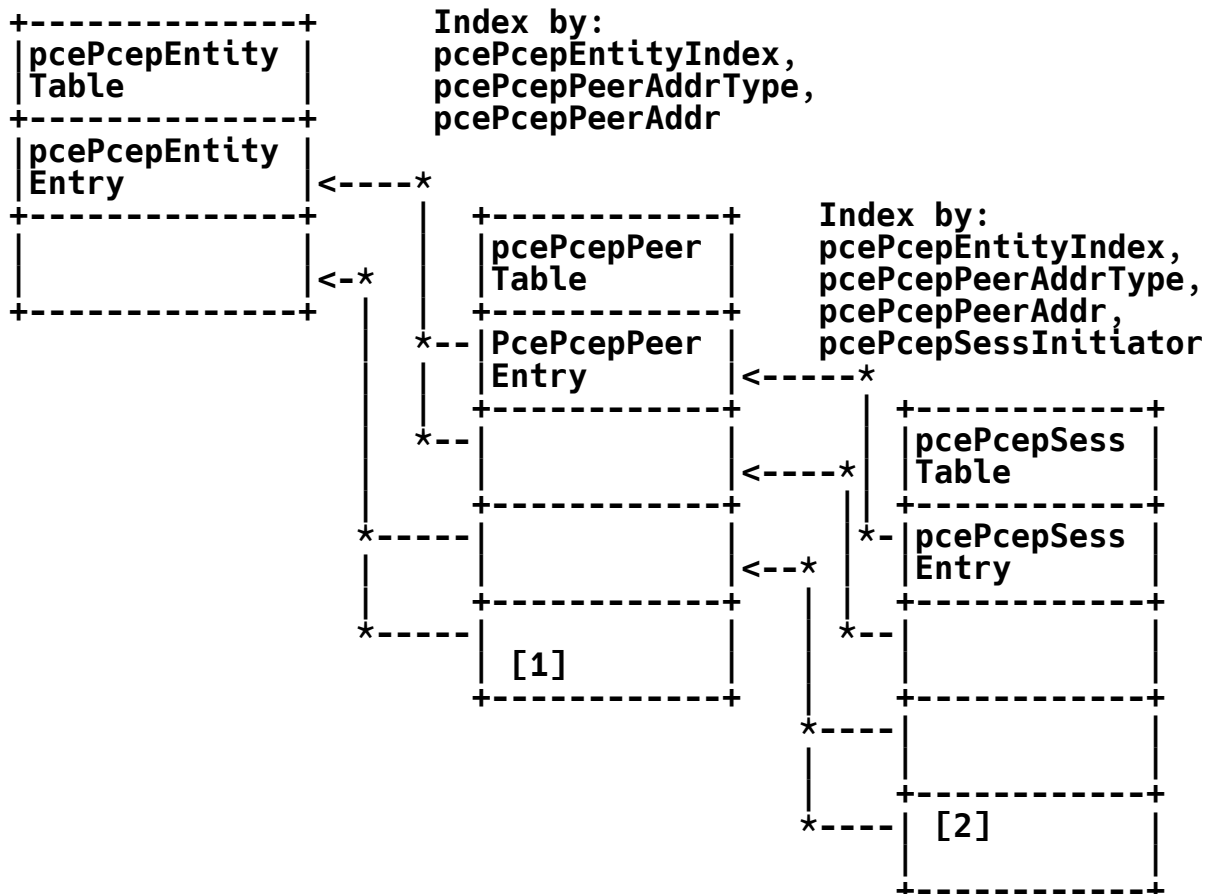 +--------------+       Index by:
|pcePcepEntity |       pcePcepEntityIndex,
|Table         |       pcePcepPeerAddrType,
+--------------+       pcePcepPeerAddr
|pcePcepEntity |
|Entry         |<----*
+--------------+     |  +------------+    Index by:
|              |     |  |pcePcepPeer |    pcePcepEntityIndex,
|              |<-*  |  |Table       |    pcePcepPeerAddrType,
+--------------+  |  |  +------------+    pcePcepPeerAddr,
                  |  *--|PcePcepPeer |    pcePcepSessInitiator
                  |  |  |Entry       |<-----*
                  |  |  +------------+      | +------------+
                  |  *--|            |      | |pcePcepSess |
                  |     |            |<----*| |Table       |
                  |     +------------+     || +------------+
                  *-----|            |     |*-|pcePcepSess |
                  |     |            |<--* |  |Entry       |
                  |     +------------+   | |  +------------+
                  *-----|            |   | *--|            |
                        | [1]        |   |    |            |
                        +------------+   |    +------------+
                                         *----|            |
                                         |    |            |
                                         |    +------------+
                                         *----| [2]        |
                                              |            |
                                              +------------+